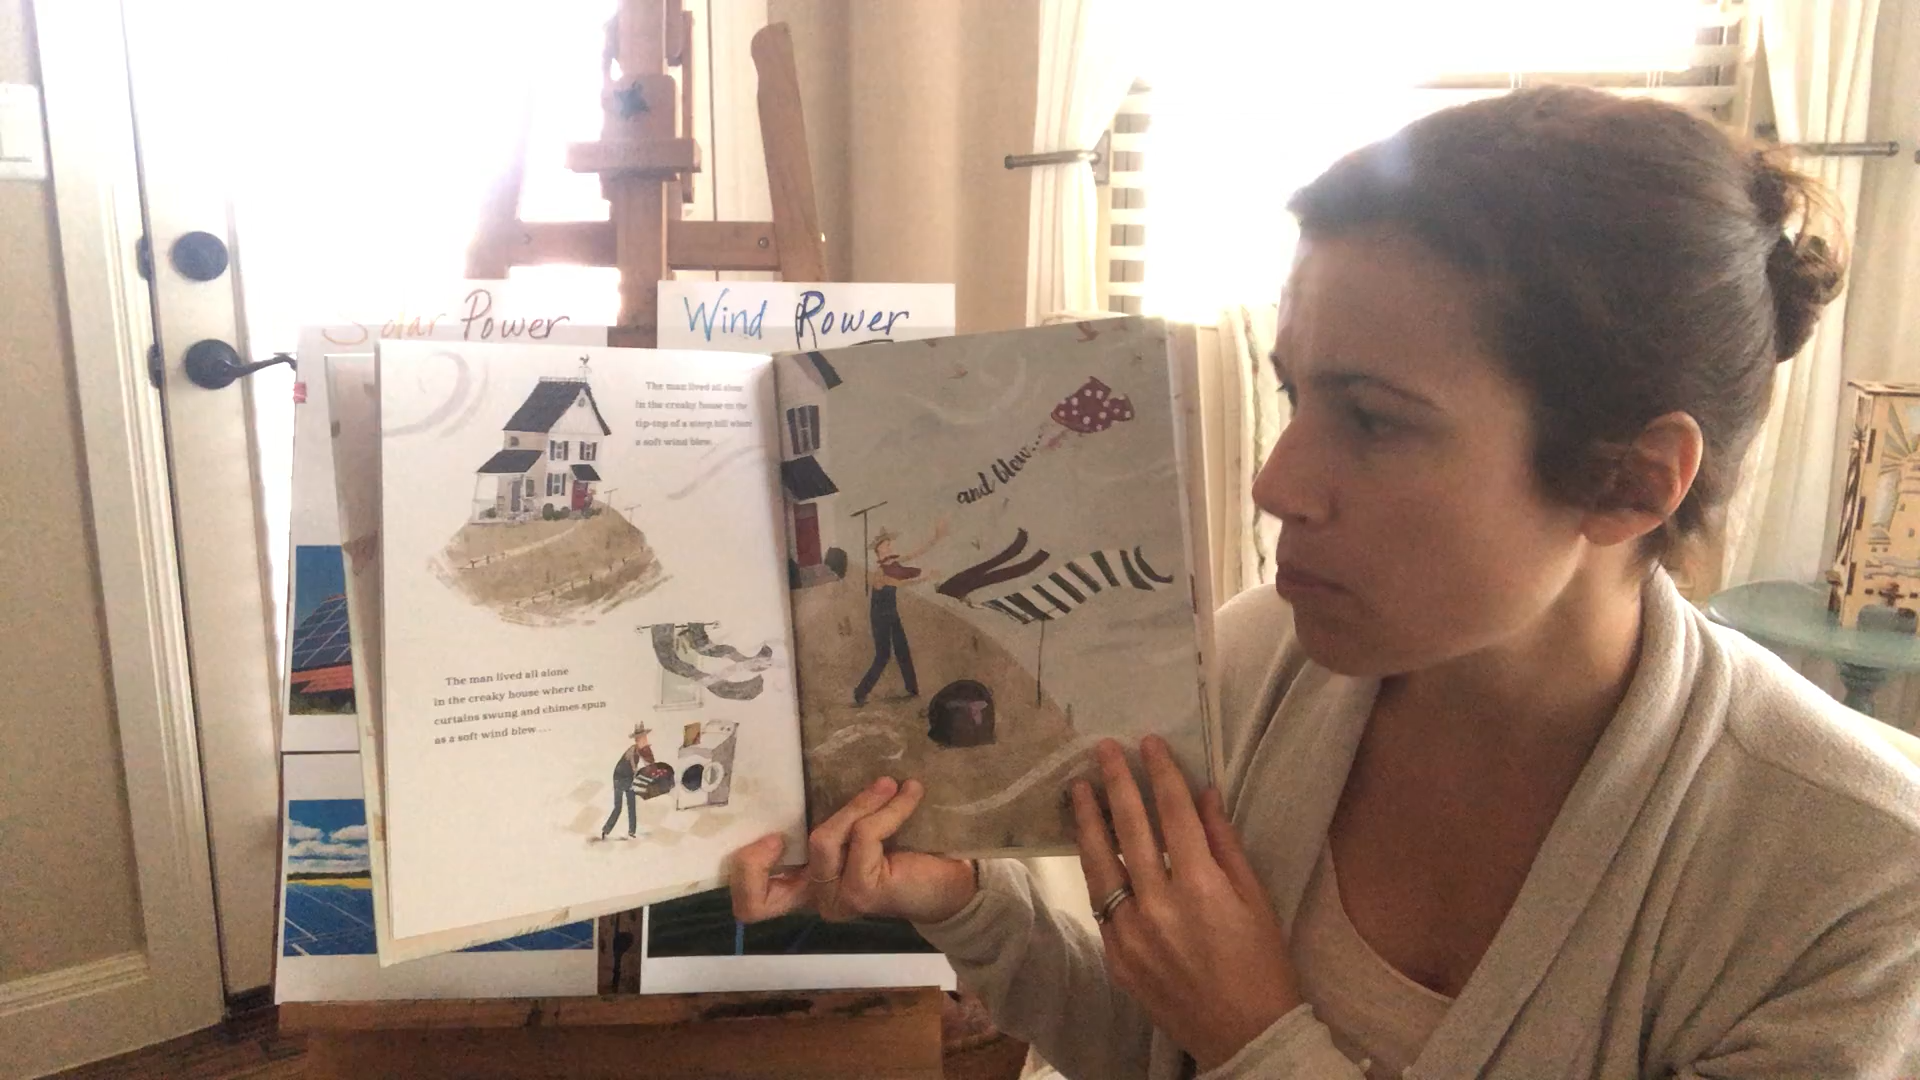 Solar Power
Wind Power
The man lived all alone
in the creaky house on the
tip-top of a steep hill where
a soft wind blew.
The man lived all alone
in the creaky house where the
curtains swung and chimes spun
as a soft wind blew....
and blew...